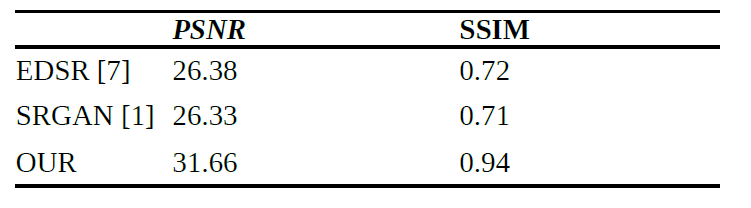 PSNR SSIM
EDSR [7] 26.38 0.72
SRGAN [1] 26.33 0.71
OUR 31.66 0.94